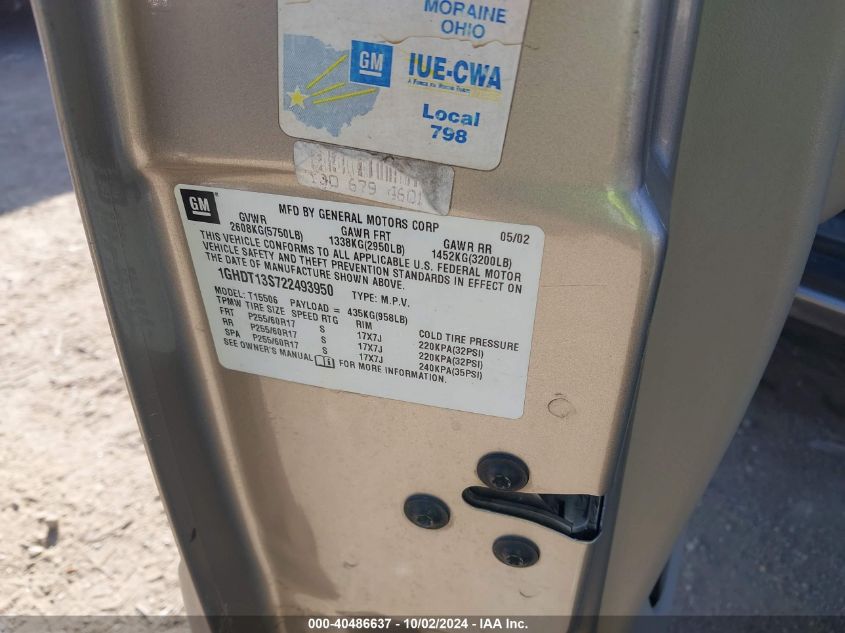 MORAINE
OHIO
GM
IUE-CWA
Local
798
GM
MFD BY GENERAL MOTORS CORP 05/02
GVWR GAWR FRT GAWR RR
2608KG(5750LB) 1338KG(2950LB) 1452KG(3200LB)
THIS VEHICLE CONFORMS TO ALL APPLICABLE U.S. FEDERAL MOTOR
VEHICLE SAFETY AND THEFT PREVENTION STANDARDS IN EFFECT ON
THE DATE OF MANUFACTURE SHOWN ABOVE.
1GHDT13S722493950 TYPE: M.P.V.
MODEL: T15506 PAYLOAD = 435KG(958LB)
TPMW TIRE SIZE SPEED RTG RIM COLD TIRE PRESSURE
FRT P255/60R17 S 17X7J 220KPA(32PSI)
RR P255/60R17 S 17X7J 220KPA(32PSI)
SPA P255/60R17 S 17X7J 240KPA(35PSI)
SEE OWNER'S MANUAL FOR MORE INFORMATION.
000-40486637 - 10/02/2024 - IAA Inc.